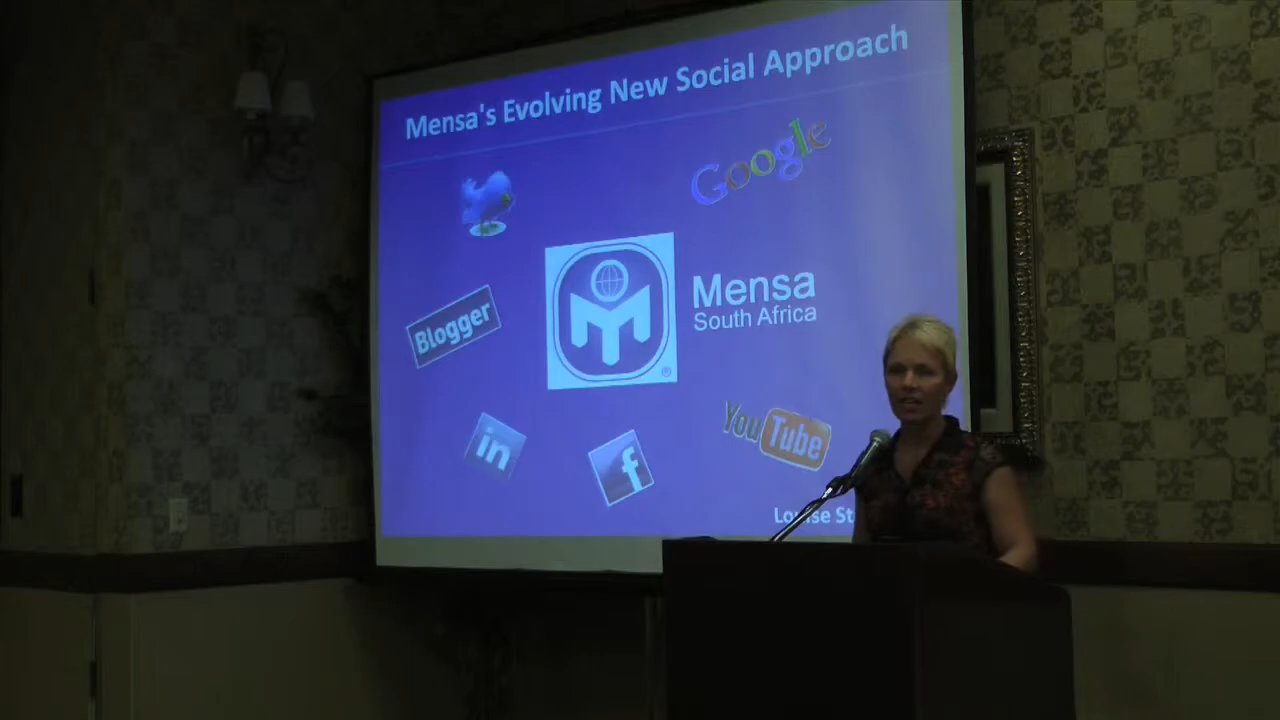 Mensa's Evolving New Social Approach
Google
Mensa
South Africa
®
Blogger
in
f
YouTube